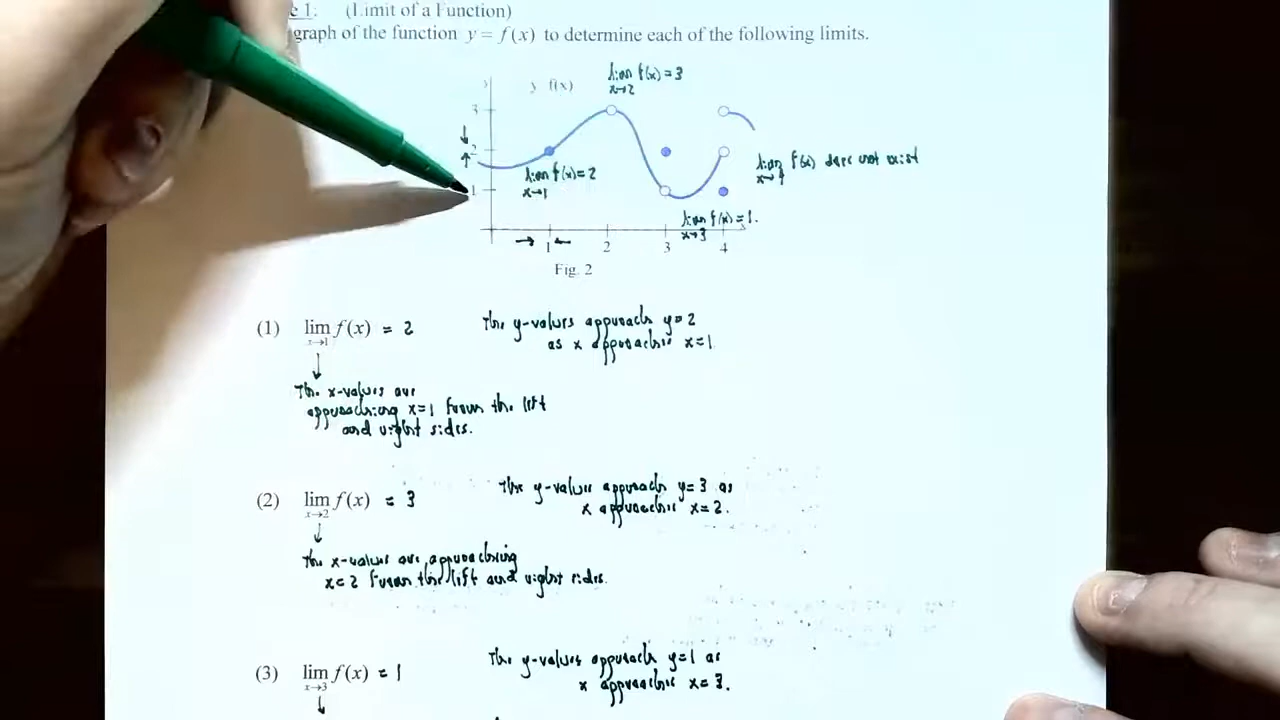 e 1: (Limit of a Function)
graph of the function y = f(x) to determine each of the following limits.
lim f(x) = 3
x→2
y f(x)
y
3
2
1
lim f(x) = 2
x→1
lim f(x) does not exist
x→4
lim f(x) = 1.
x→3
1 2 3 4
Fig. 2
(1) lim f(x) = 2
x→1
The y-values approach y=2
as x approaches x=1
The x-values are
approaching x=1 from the left
and right sides.
(2) lim f(x) = 3
x→2
The y-values approach y=3 as
x approaches x=2.
The x-values are approaching
x=2 from the left and right sides.
(3) lim f(x) = 1
x→3
The y-values approach y=1 as
x approaches x=3.